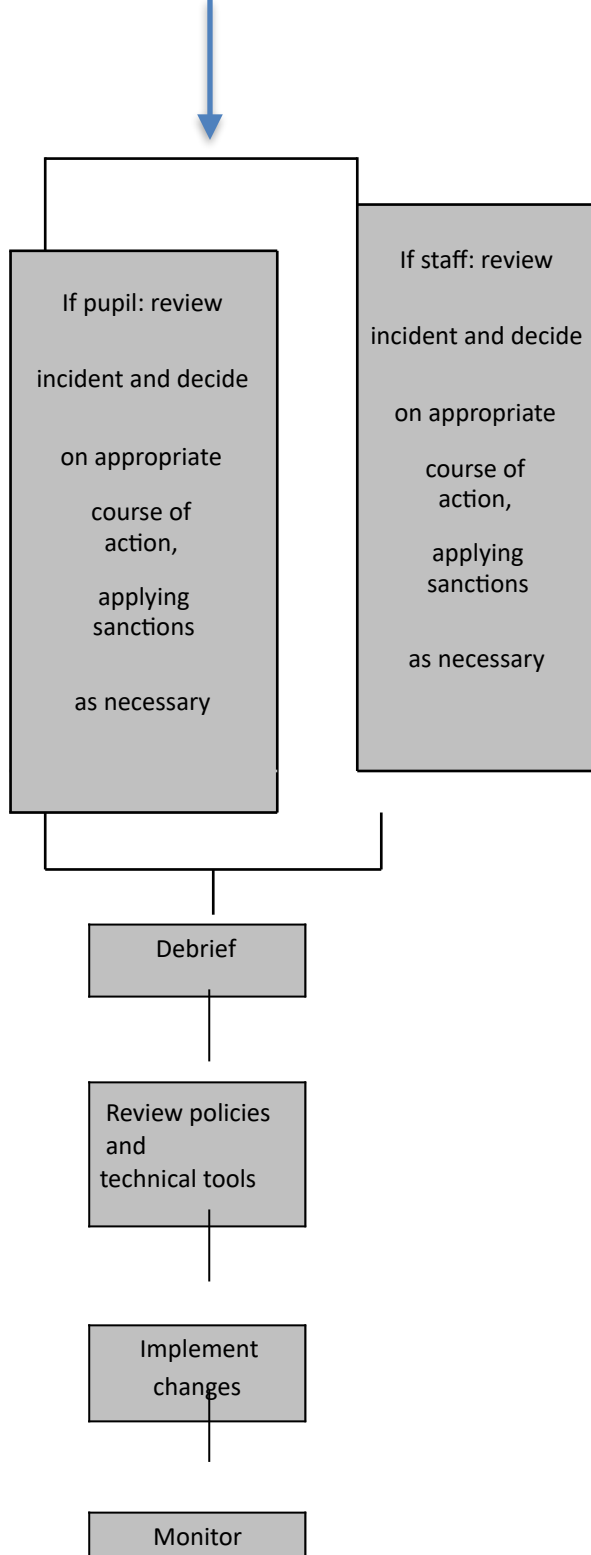 If pupil: review
incident and decide
on appropriate
course of
action,
applying
sanctions
as necessary
If staff: review
incident and decide
on appropriate
course of
action,
applying
sanctions
as necessary
Debrief
Review policies
and
technical tools
Implement
changes
Monitor